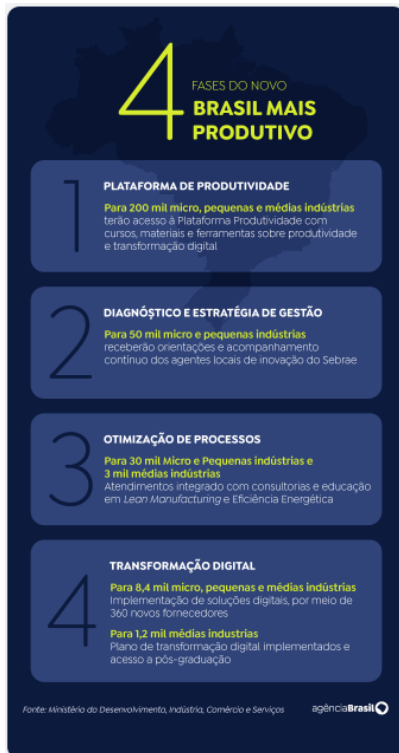 4
FASES DO NOVO
BRASIL MAIS
PRODUTIVO
1
PLATAFORMA DE PRODUTIVIDADE
Para 200 mil micro, pequenas e médias indústrias
terão acesso à Plataforma Produtividade com
cursos, materiais e ferramentas sobre produtividade
e transformação digital
2
DIAGNÓSTICO E ESTRATÉGIA DE GESTÃO
Para 50 mil micro e pequenas indústrias
receberão orientações e acompanhamento
contínuo dos agentes locais de inovação do Sebrae
3
OTIMIZAÇÃO DE PROCESSOS
Para 30 mil Micro e Pequenas indústrias e
3 mil médias indústrias
Atendimentos integrado com consultorias e educação
em Lean Manufacturing e Eficiência Energética
4
TRANSFORMAÇÃO DIGITAL
Para 8,4 mil micro, pequenas e médias indústrias
Implementação de soluções digitais, por meio de
360 novos fornecedores
Para 1,2 mil médias industrias
Plano de transformação digital implementados e
acesso a pós-graduação
Fonte: Ministério do Desenvolvimento, Indústria, Comércio e Serviços
agênciaBrasil